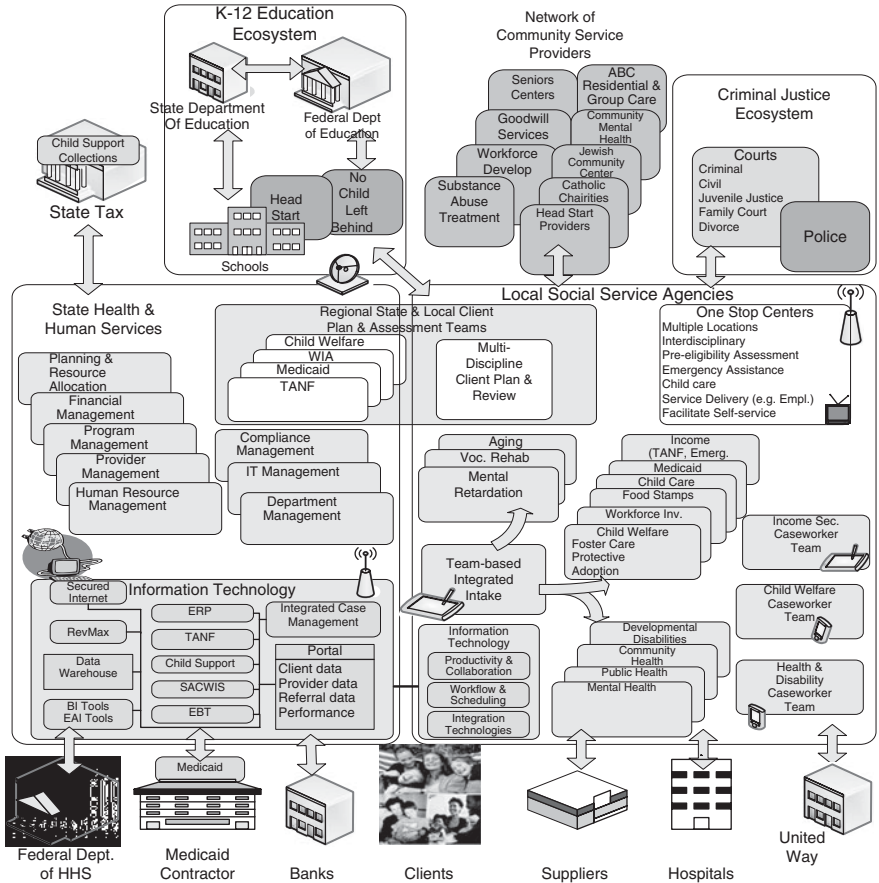 K-12 Education
Ecosystem
State Department
Of Education
Federal Dept
of Education
Head
Start
No
Child
Left
Behind
Schools
Child Support
Collections
State Tax
Network of
Community Service
Providers
Seniors
Centers
ABC
Residential &
Group Care
Goodwill
Services
Community
Mental
Health
Workforce
Develop
Jewish
Community
Center
Substance
Abuse
Treatment
Catholic
Chairities
Head Start
Providers
Criminal Justice
Ecosystem
Courts
Criminal
Civil
Juvenile Justice
Family Court
Divorce
Police
State Health &
Human Services
Planning &
Resource
Allocation
Financial
Management
Program
Management
Provider
Management
Human Resource
Management
Regional State & Local Client
Plan & Assessment Teams
Child Welfare
WIA
Medicaid
TANF
Multi-
Discipline
Client Plan &
Review
Compliance
Management
IT Management
Department
Management
Local Social Service Agencies
One Stop Centers
Multiple Locations
Interdisciplinary
Pre-eligibility Assessment
Emergency Assistance
Child care
Service Delivery (e.g. Empl.)
Facilitate Self-service
Aging
Voc. Rehab
Mental
Retardation
Income
(TANF, Emerg.
Medicaid
Child Care
Food Stamps
Workforce Inv.
Child Welfare
Foster Care
Protective
Adoption
Income Sec.
Caseworker
Team
Team-based
Integrated
Intake
Child Welfare
Caseworker
Team
Health &
Disability
Caseworker
Team
Developmental
Disabilities
Community
Health
Public Health
Mental Health
Information
Technology
Productivity &
Collaboration
Workflow &
Scheduling
Integration
Technologies
Information Technology
Secured
Internet
RevMax
Data
Warehouse
BI Tools
EAI Tools
ERP
TANF
Child Support
SACWIS
EBT
Integrated Case
Management
Portal
Client data
Provider data
Referral data
Performance
Federal Dept.
of HHS
Medicaid
Medicaid
Contractor
Banks
Clients
Suppliers
Hospitals
United
Way